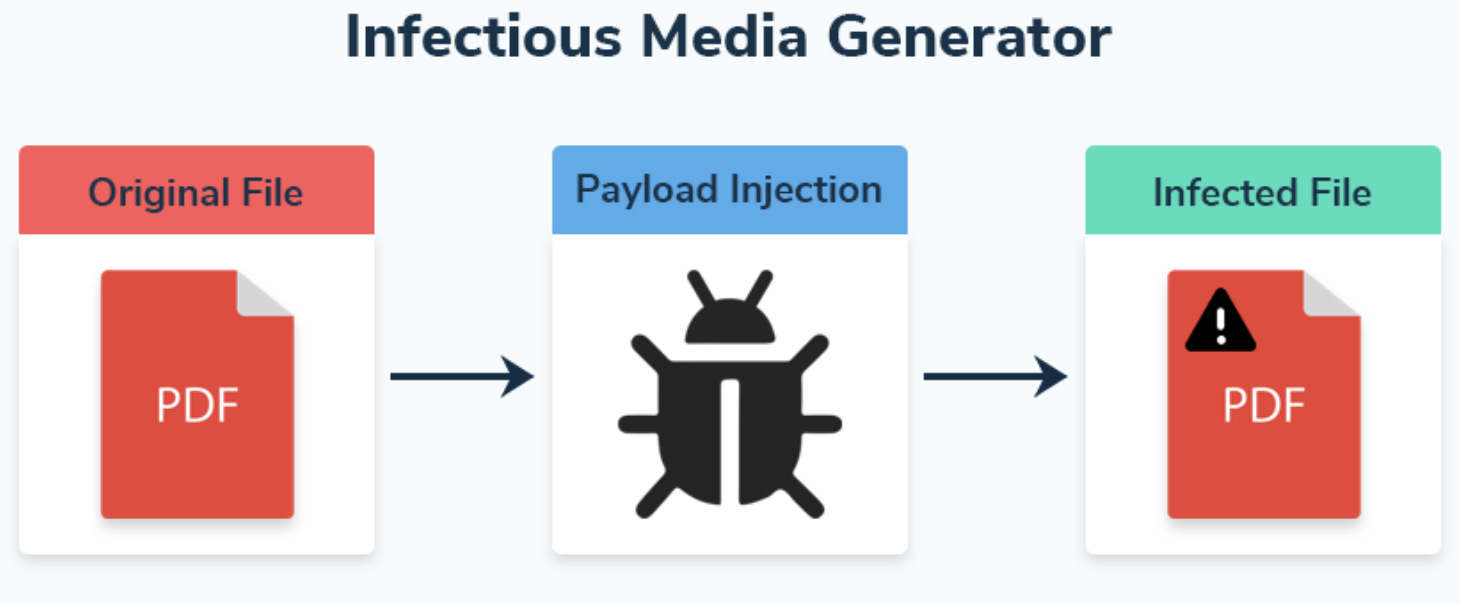 Infectious Media Generator
Original File
Payload Injection
Infected File
PDF
PDF